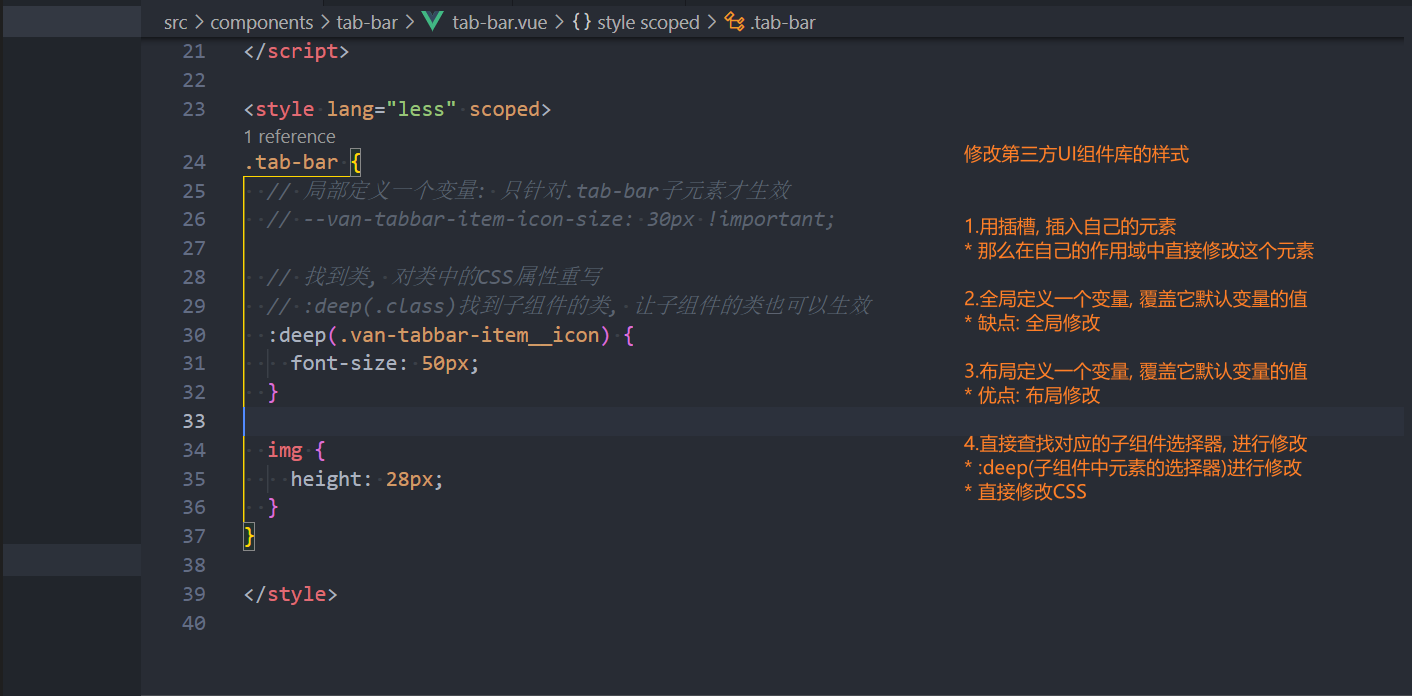 src > components > tab-bar > tab-bar.vue > {} style scoped > .tab-bar
21 </script>
22
23 <style lang="less" scoped>
1 reference
24 .tab-bar {
25 // 局部定义一个变量: 只针对.tab-bar子元素才生效
26 // --van-tabbar-item-icon-size: 30px !important;
27
28 // 找到类, 对类中的CSS属性重写
29 // :deep(.class)找到子组件的类, 让子组件的类也可以生效
30 :deep(.van-tabbar-item__icon) {
31 font-size: 50px;
32 }
33
34 img {
35 height: 28px;
36 }
37 }
38
39 </style>
40
修改第三方UI组件库的样式
1.用插槽, 插入自己的元素
* 那么在自己的作用域中直接修改这个元素
2.全局定义一个变量, 覆盖它默认变量的值
* 缺点: 全局修改
3.布局定义一个变量, 覆盖它默认变量的值
* 优点: 布局修改
4.直接查找对应的子组件选择器, 进行修改
* :deep(子组件中元素的选择器)进行修改
* 直接修改CSS